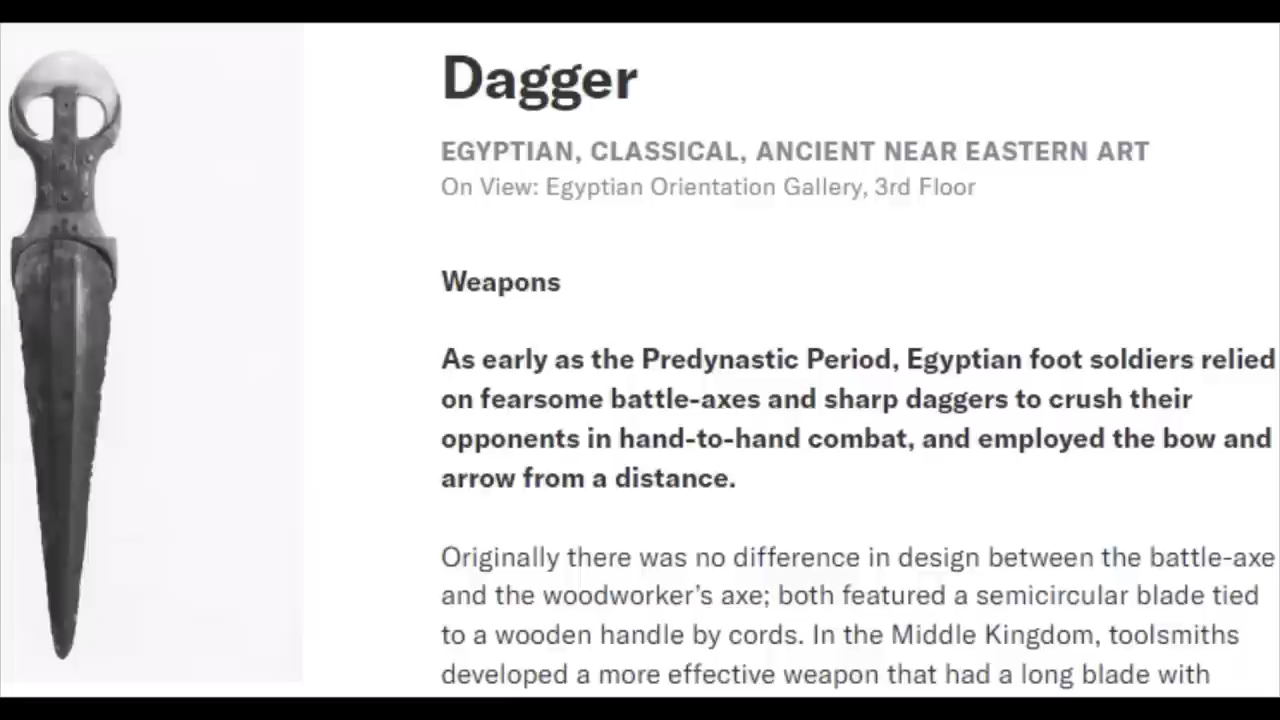 Dagger
EGYPTIAN, CLASSICAL, ANCIENT NEAR EASTERN ART
On View: Egyptian Orientation Gallery, 3rd Floor
Weapons
As early as the Predynastic Period, Egyptian foot soldiers relied
on fearsome battle-axes and sharp daggers to crush their
opponents in hand-to-hand combat, and employed the bow and
arrow from a distance.
Originally there was no difference in design between the battle-axe
and the woodworker’s axe; both featured a semicircular blade tied
to a wooden handle by cords. In the Middle Kingdom, toolsmiths
developed a more effective weapon that had a long blade with